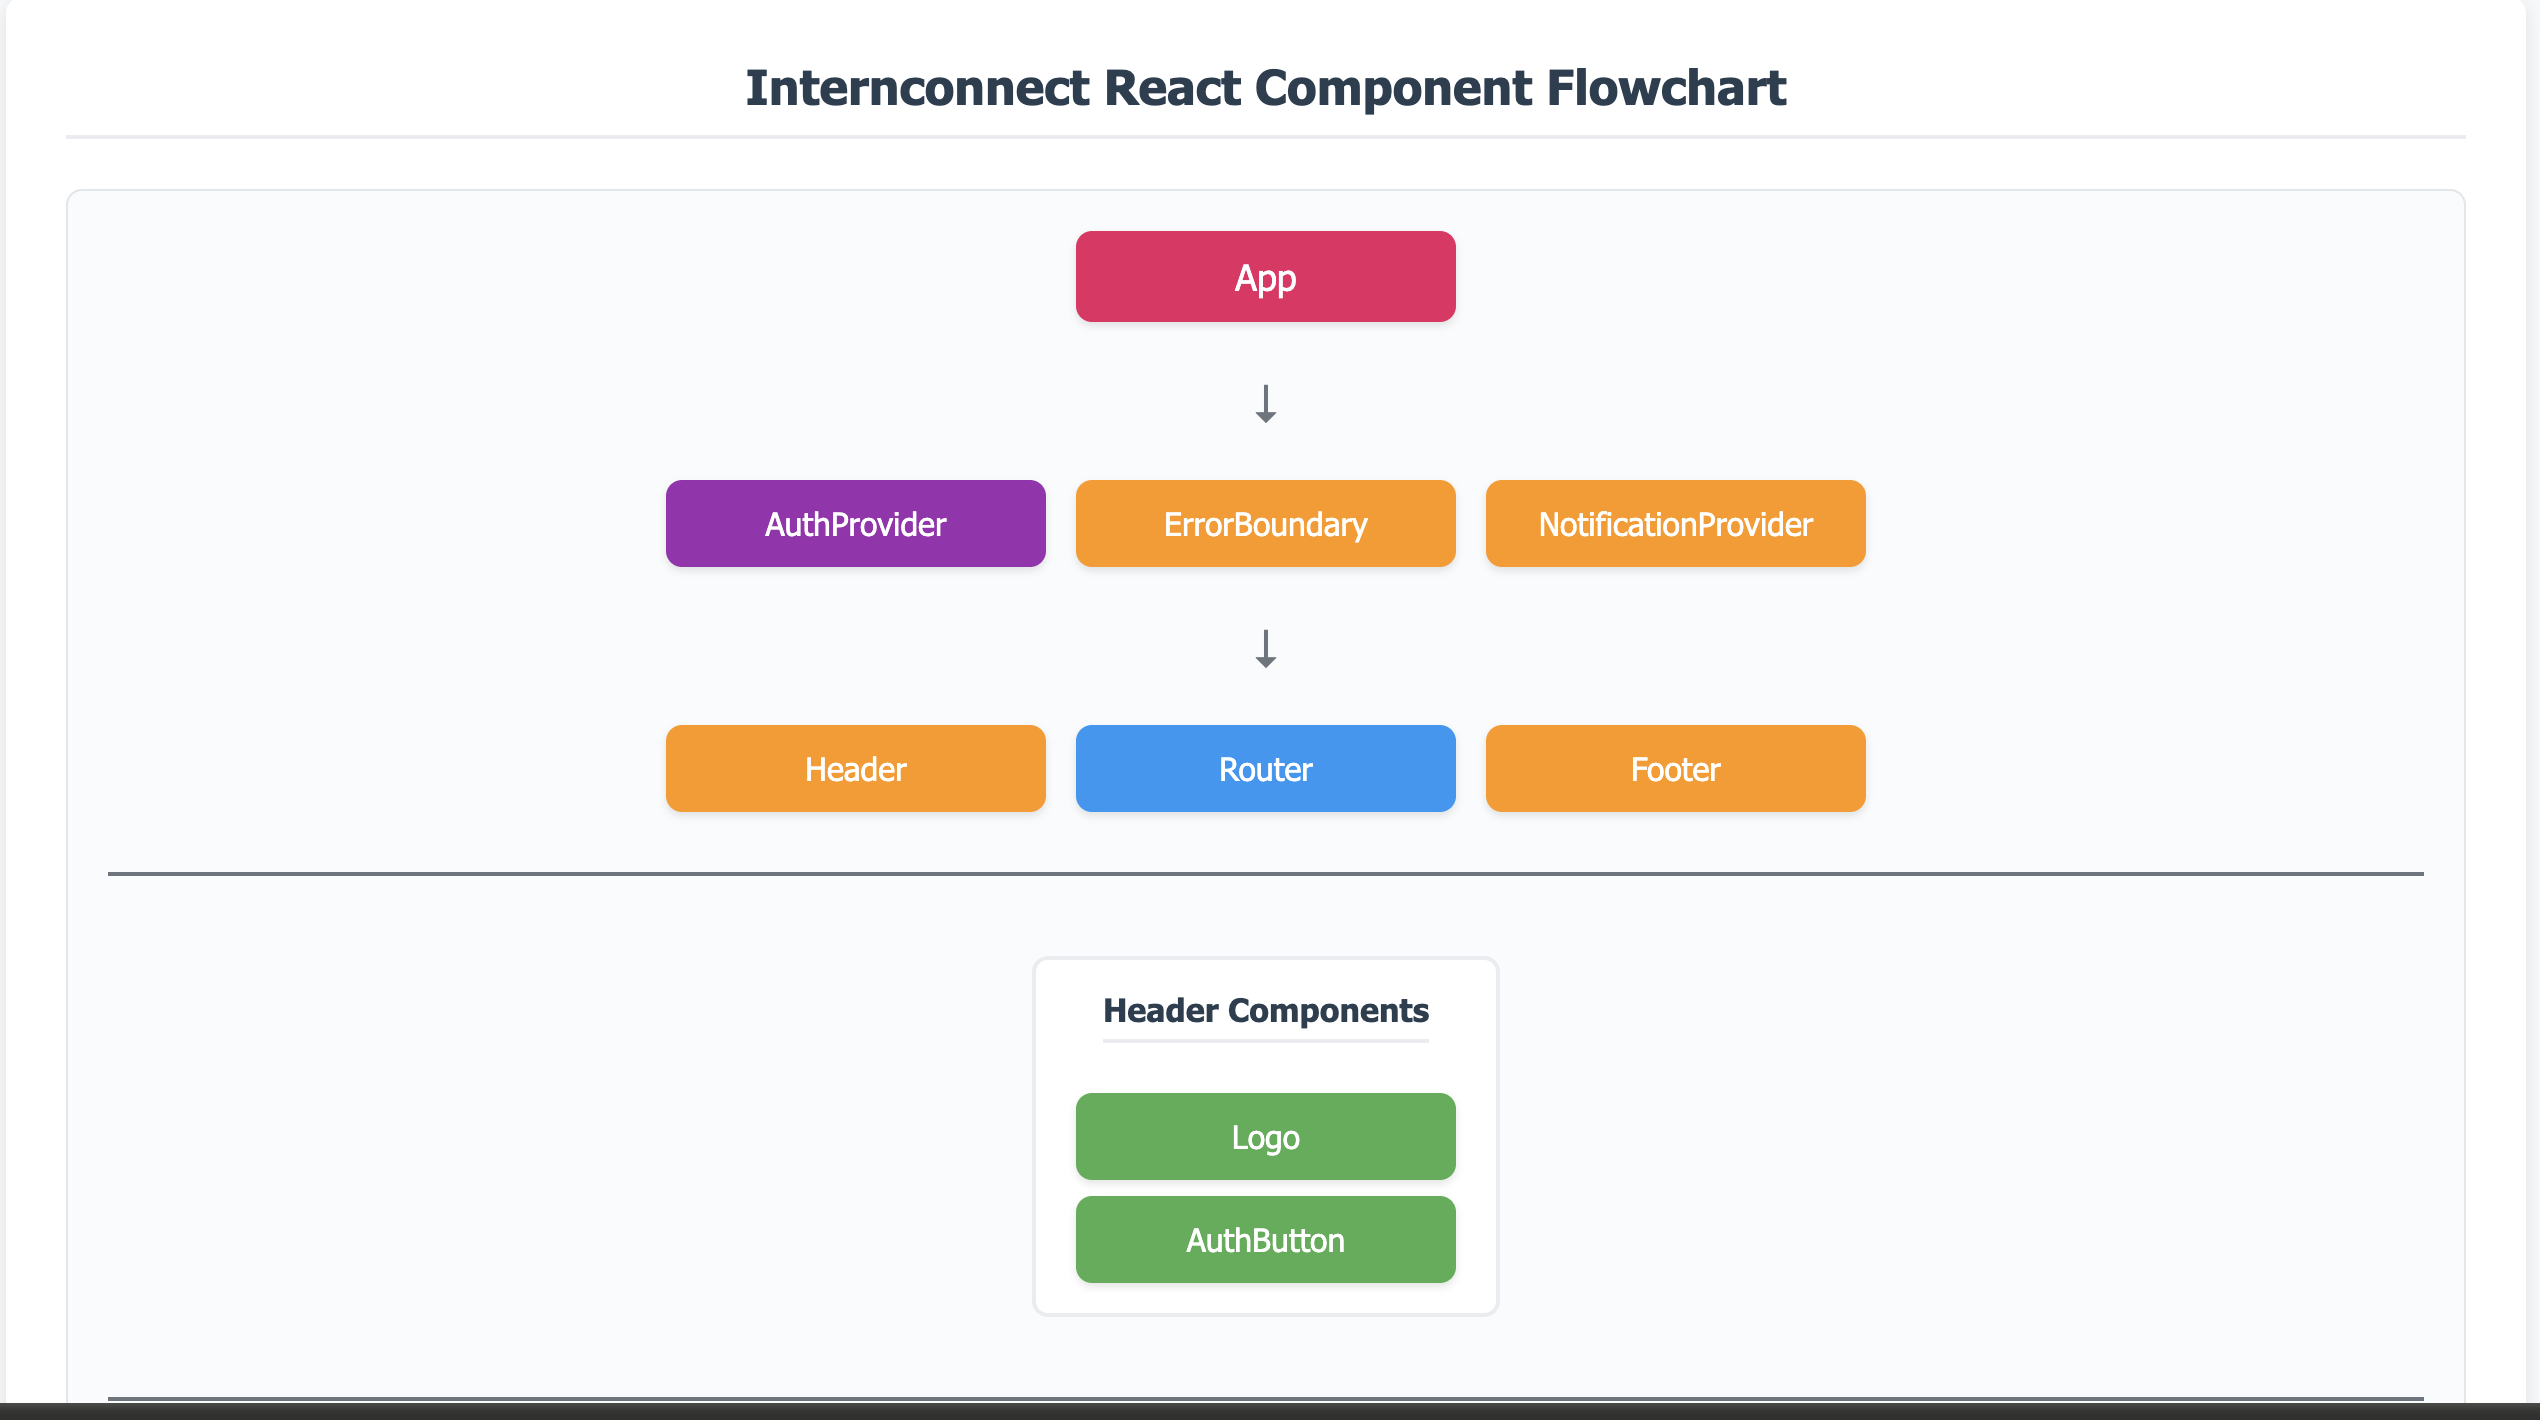 Internconnect React Component Flowchart
App
↓
AuthProvider ErrorBoundary NotificationProvider
↓
Header Router Footer
Header Components
Logo
AuthButton